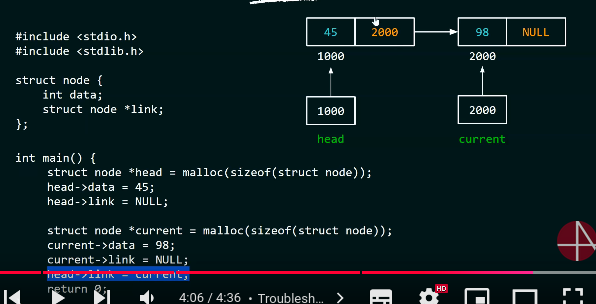 #include <stdio.h>
#include <stdlib.h>
struct node {
int data;
struct node *link;
};
int main() {
struct node *head = malloc(sizeof(struct node));
head->data = 45;
head->link = NULL;
struct node *current = malloc(sizeof(struct node));
current->data = 98;
current->link = NULL;
head->link = current;
return 0;
45 2000 98 NULL
1000 2000
1000 2000
head current
4:06 / 4:36 • Troublesh...
HD